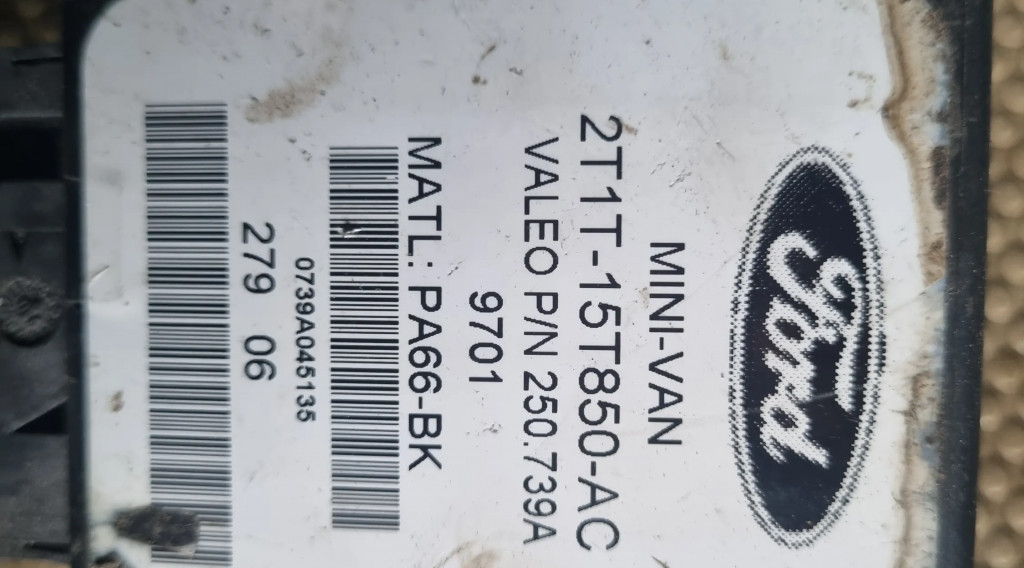 Ford
MINI-VAN
2T1T-15T850-AC
VALEO P/N 250.739A
9701
MATL: PA66-BK
0739A045135
279 06